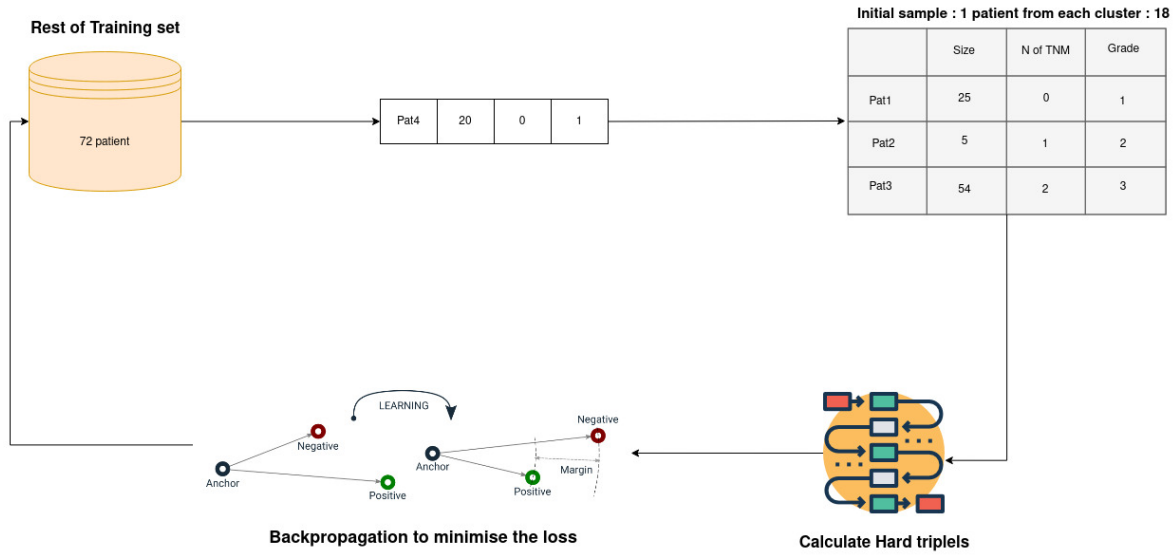 Initial sample : 1 patient from each cluster : 18
Rest of Training set
Size N of TNM Grade
Pat1 25 0 1
Pat2 5 1 2
Pat3 54 2 3
72 patient
Pat4 20 0 1
LEARNING
Negative
Anchor
Positive
Negative
Anchor
Margin
Positive
Backpropagation to minimise the loss
Calculate Hard triplels